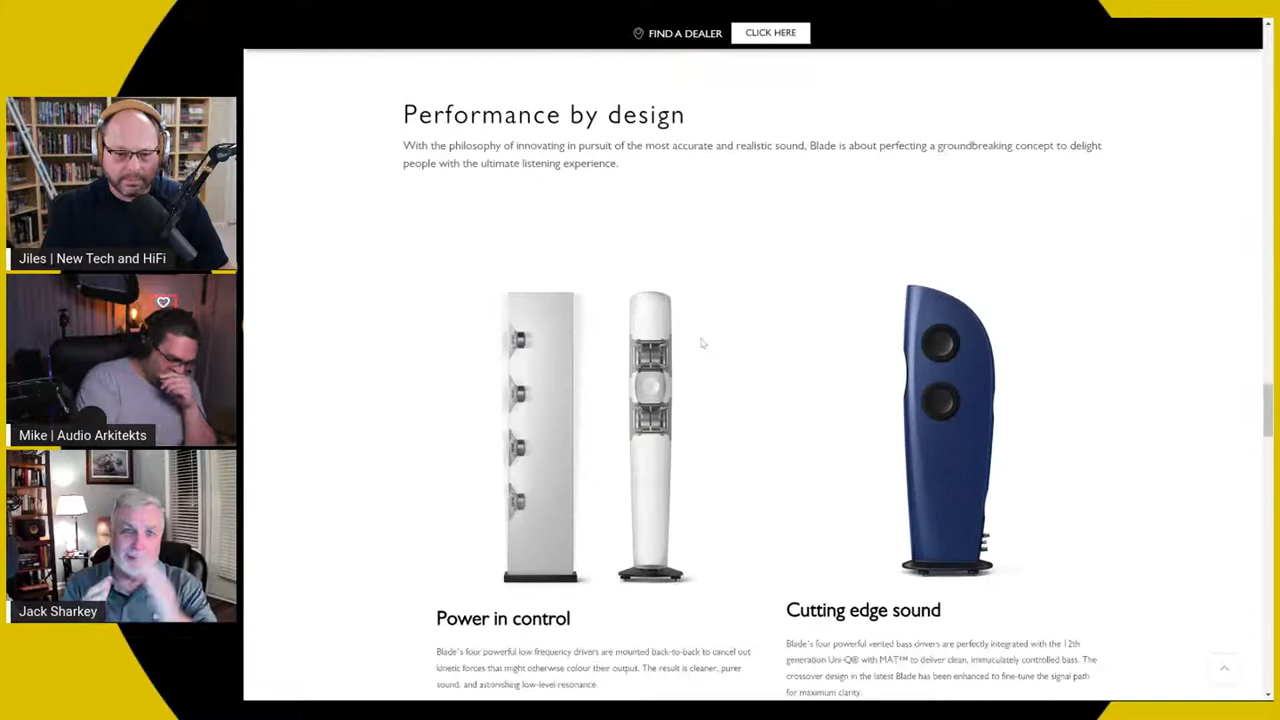 FIND A DEALER
CLICK HERE
Performance by design
With the philosophy of innovating in pursuit of the most accurate and realistic sound, Blade is about perfecting a groundbreaking concept to delight
people with the ultimate listening experience.
Jiles | New Tech and HiFi
Mike | Audio Arkitekts
Jack Sharkey
Power in control
Blade's four powerful low frequency drivers are mounted back-to-back to cancel out
kinetic forces that might otherwise colour their output. The result is cleaner, purer
sound, and astonishing low-level-resonance.
Cutting edge sound
Blade's four powerful vented bass drivers are perfectly integrated with the 12th
generation Uni-Q® with MAT™ to deliver clean, immaculately controlled bass. The
crossover design in the latest Blade has been enhanced to fine-tune the signal path
for maximum clarity.